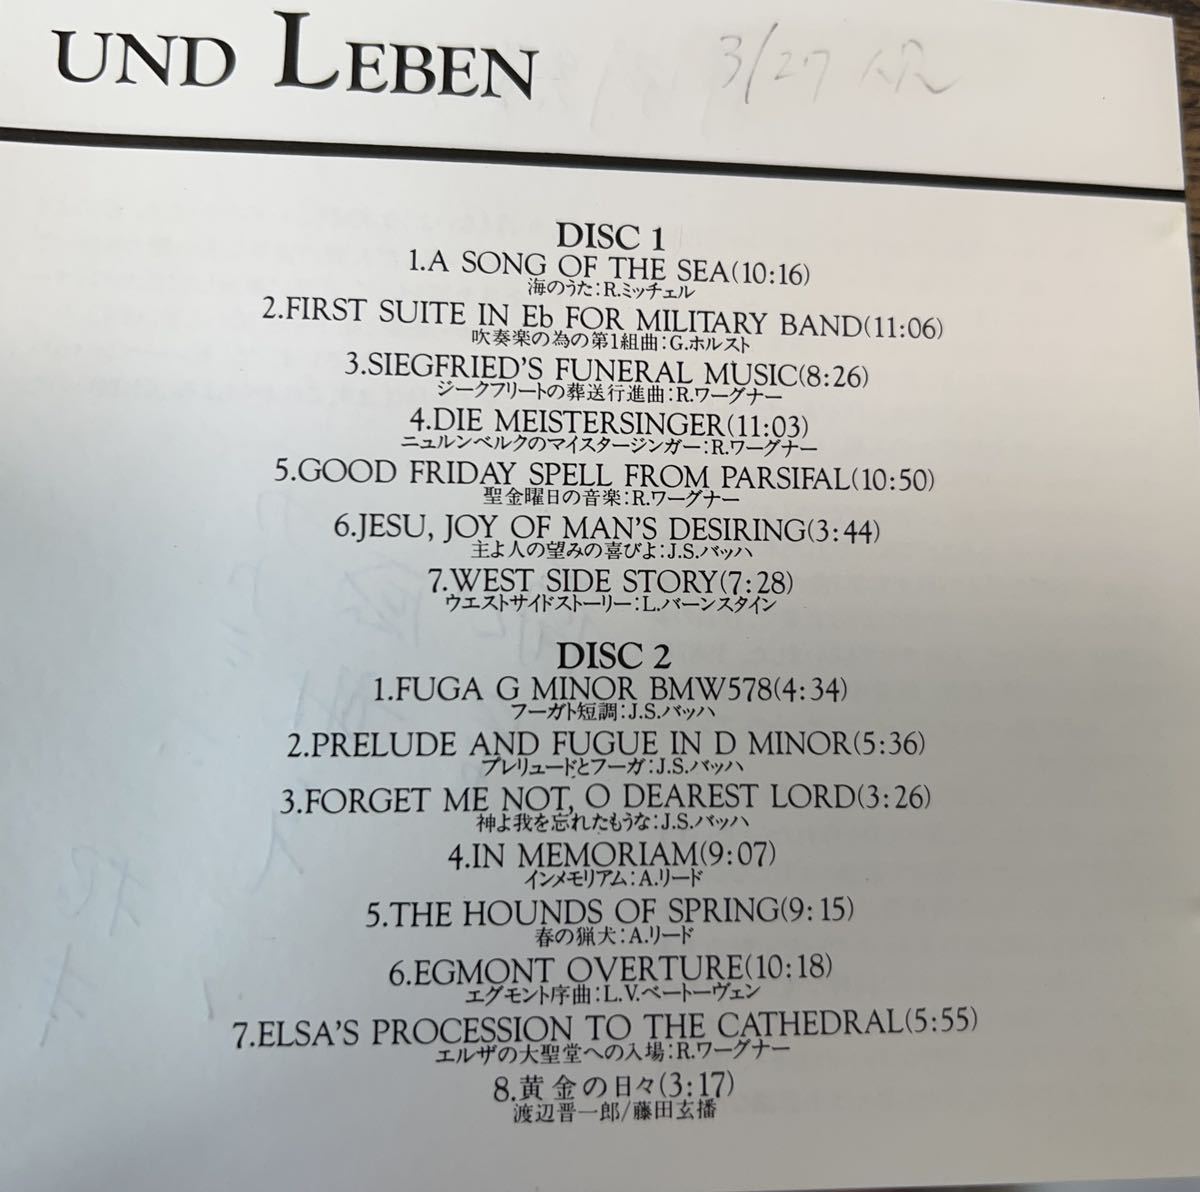 UND LEBEN
3/27
DISC 1
1.A SONG OF THE SEA(10:16)
海のうた:R.ミッチェル
2.FIRST SUITE IN Eb FOR MILITARY BAND(11:06)
吹奏楽の為の第1組曲:G.ホルスト
3.SIEGFRIED'S FUNERAL MUSIC(8:26)
ジークフリートの葬送行進曲:R.ワーグナー
4.DIE MEISTERSINGER(11:03)
ニュルンベルクのマイスタージンガー:R.ワーグナー
5.GOOD FRIDAY SPELL FROM PARSIFAL(10:50)
聖金曜日の音楽:R.ワーグナー
6.JESU, JOY OF MAN'S DESIRING(3:44)
主よ人の望みの喜びよ:J.S.バッハ
7.WEST SIDE STORY(7:28)
ウエストサイドストーリー:L.バーンスタイン
DISC 2
1.FUGA G MINOR BMW578(4:34)
フーガト短調:J.S.バッハ
2.PRELUDE AND FUGUE IN D MINOR(5:36)
プレリュードとフーガ:J.S.バッハ
3.FORGET ME NOT, O DEAREST LORD(3:26)
神よ我を忘れたもうな:J.S.バッハ
4.IN MEMORIAM(9:07)
インメモリアム:A.リード
5.THE HOUNDS OF SPRING(9:15)
春の猟犬:A.リード
6.EGMONT OVERTURE(10:18)
エグモント序曲:L.V.ベートーヴェン
7.ELSA'S PROCESSION TO THE CATHEDRAL(5:55)
エルザの大聖堂への入場:R.ワーグナー
8.黄金の日々(3:17)
渡辺晋一郎/藤田玄播